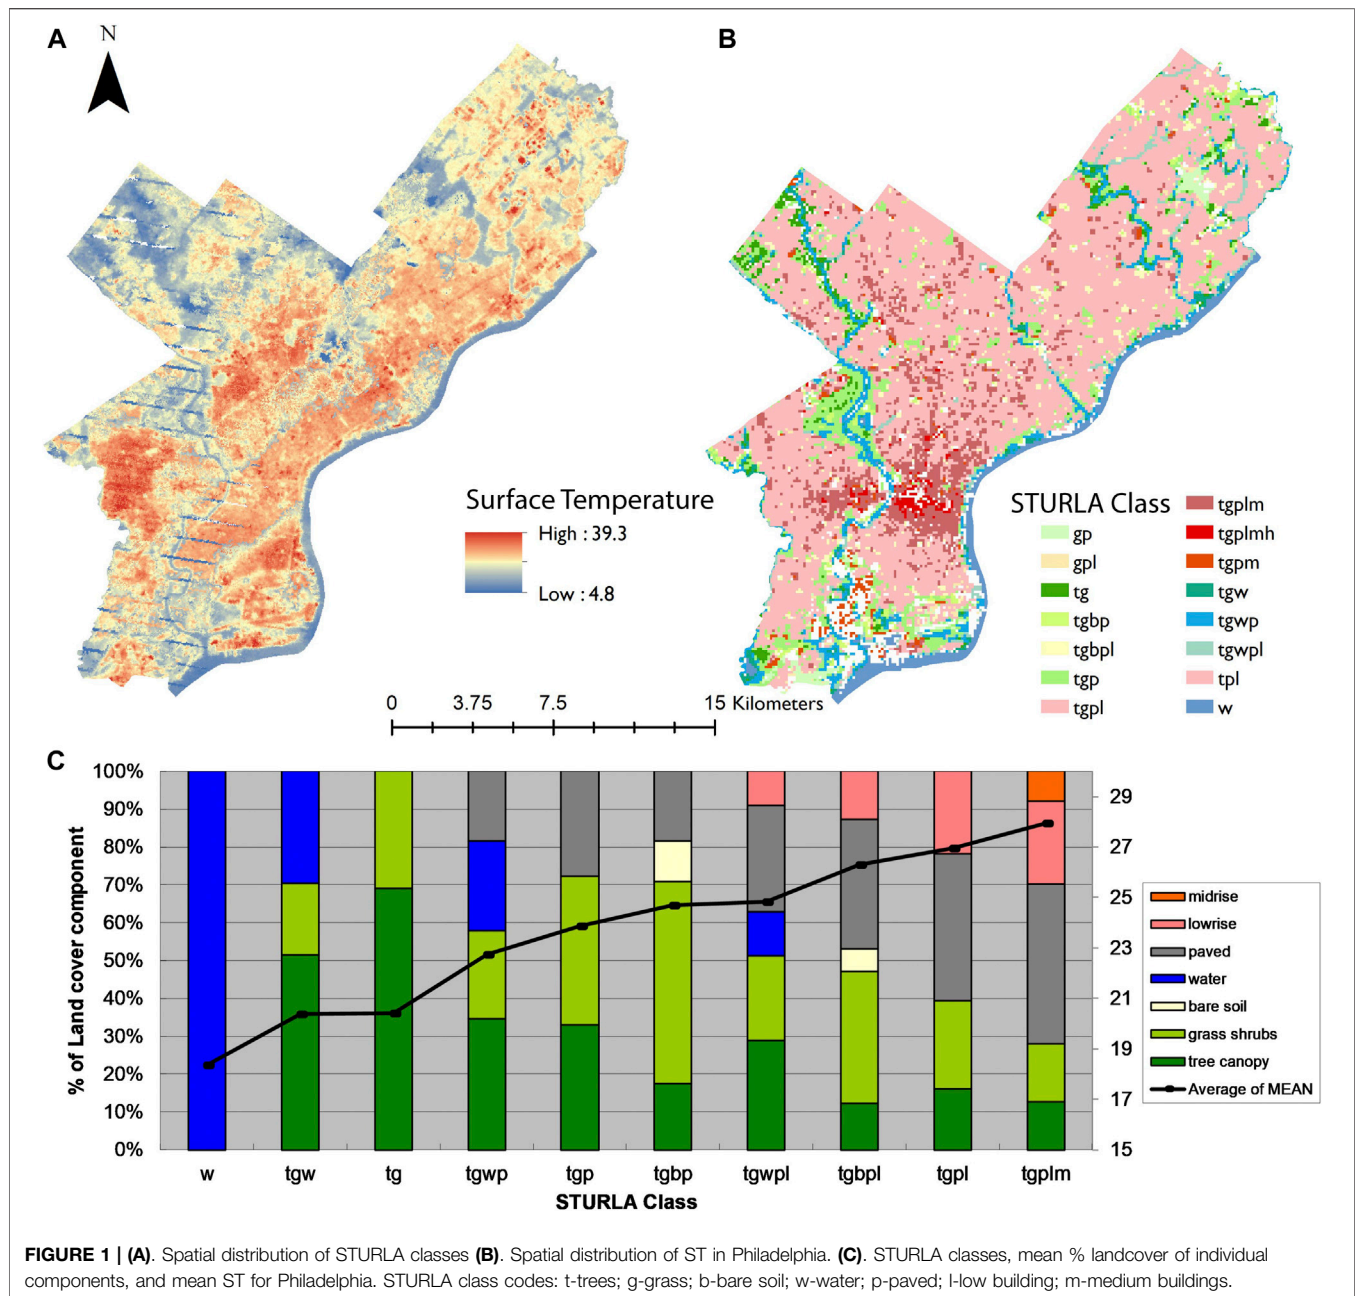 A
N
B
Surface Temperature
High : 39.3
Low : 4.8
STURLA Class
gp
gpl
tg
tgbp
tgbpl
tgp
tgpl
tgplm
tgplmh
tgpm
tgw
tgwp
tgwpl
tpl
w
0 3.75 7.5 15 Kilometers
C
% of Land cover component
100%
90%
80%
70%
60%
50%
40%
30%
20%
10%
0%
29
27
25
23
21
19
17
15
midrise
lowrise
paved
water
bare soil
grass shrubs
tree canopy
Average of MEAN
w tgw tg tgwp tgp tgbp tgwpl tgbpl tgpl tgplm
STURLA Class
FIGURE 1 | (A). Spatial distribution of STURLA classes (B). Spatial distribution of ST in Philadelphia. (C). STURLA classes, mean % landcover of individual
components, and mean ST for Philadelphia. STURLA class codes: t-trees; g-grass; b-bare soil; w-water; p-paved; l-low building; m-medium buildings.